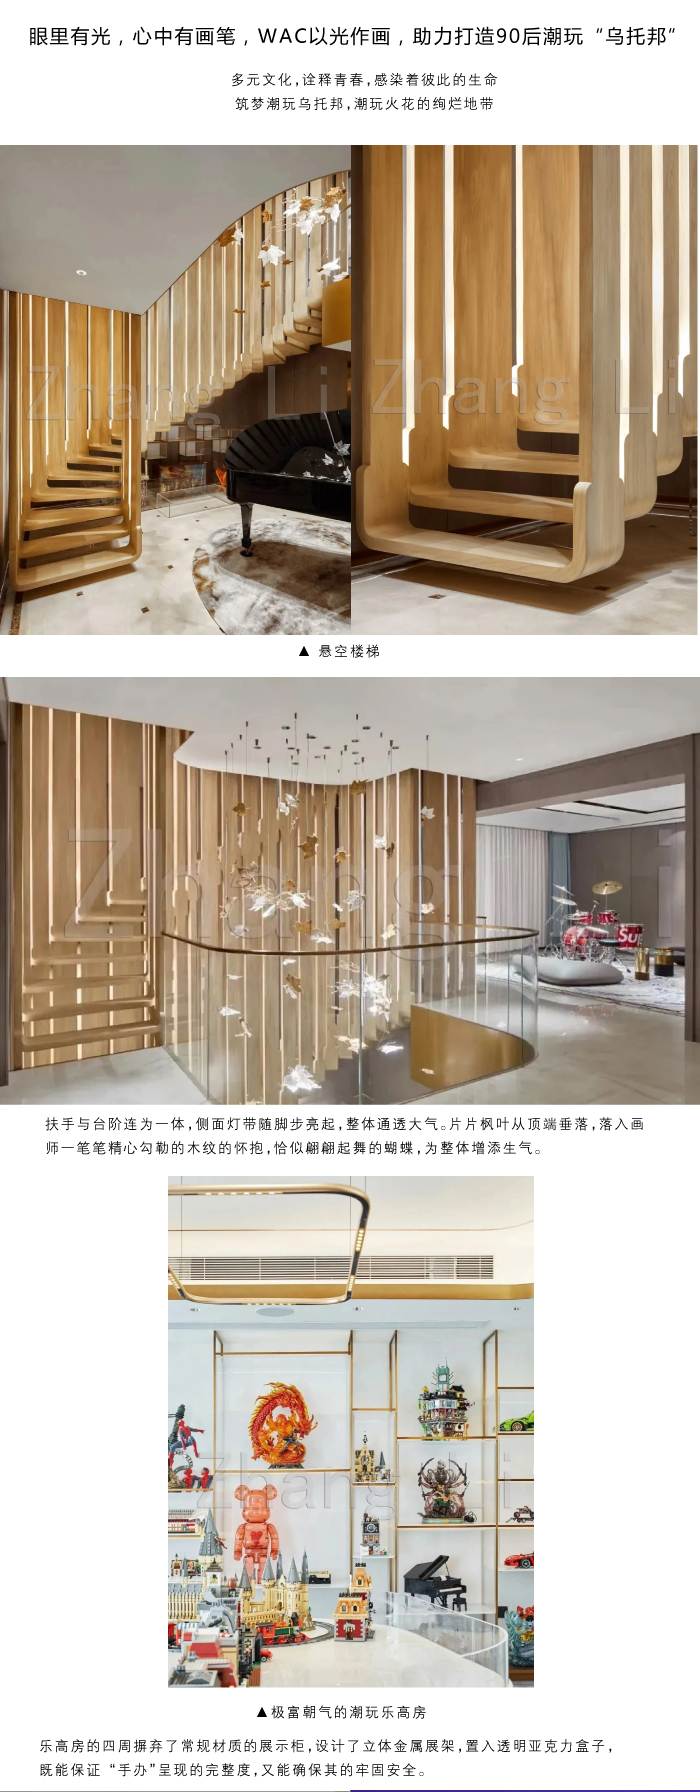 眼里有光，心中有画笔，WAC以光作画，助力打造90后潮玩“乌托邦”
多元文化,诠释青春,感染着彼此的生命
筑梦潮玩乌托邦,潮玩火花的绚烂地带
Zhang Li
Zhang Li
▲ 悬空楼梯
Zhang Li
Su
扶手与台阶连为一体,侧面灯带随脚步亮起,整体通透大气。片片枫叶从顶端垂落,落入画
师一笔笔精心勾勒的木纹的怀抱,恰似翩翩起舞的蝴蝶,为整体增添生气。
Zhang Li
▲极富朝气的潮玩乐高房
乐高房的四周摒弃了常规材质的展示柜,设计了立体金属展架,置入透明亚克力盒子,
既能保证“手办”呈现的完整度,又能确保其的牢固安全。